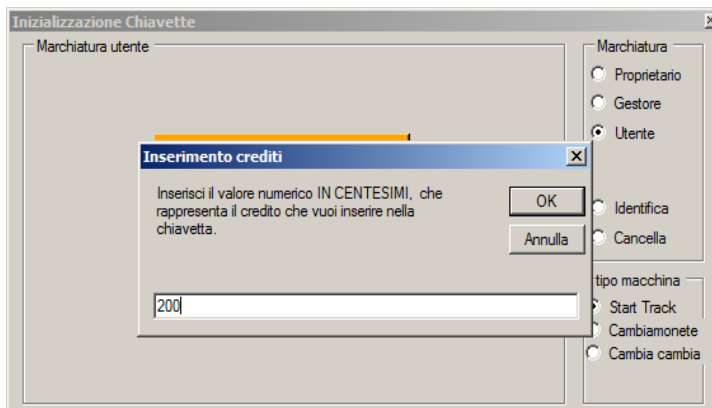 Inizializzazione Chiavette
Marchiatura utente
Marchiatura
Proprietario
Gestore
Utente
Identifica
Cancella
Inserimento crediti
Inserisci il valore numerico IN CENTESIMI, che
rappresenta il credito che vuoi inserire nella
chiavetta.
OK
Annulla
200
tipo macchina
Start Track
Cambiamonete
Cambia cambia